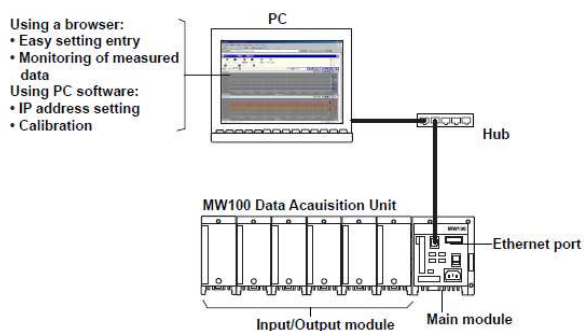 Using a browser:
• Easy setting entry
• Monitoring of measured
data
Using PC software:
• IP address setting
• Calibration
PC
Hub
MW100 Data Acauisition Unit
MW100
Ethernet port
Input/Output module
Main module